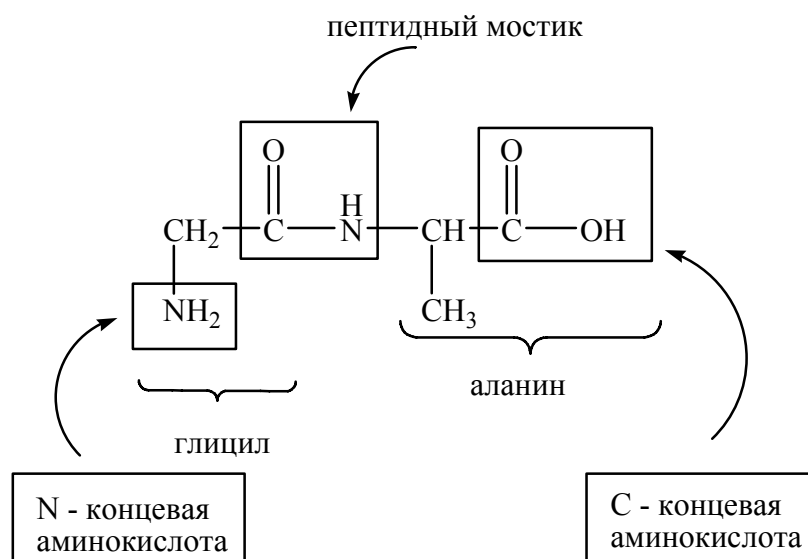 пептидный мостик
O O
H
CH2 C N CH C OH
NH2 CH3
аланин
глицил
N - концевая
аминокислота
C - концевая
аминокислота